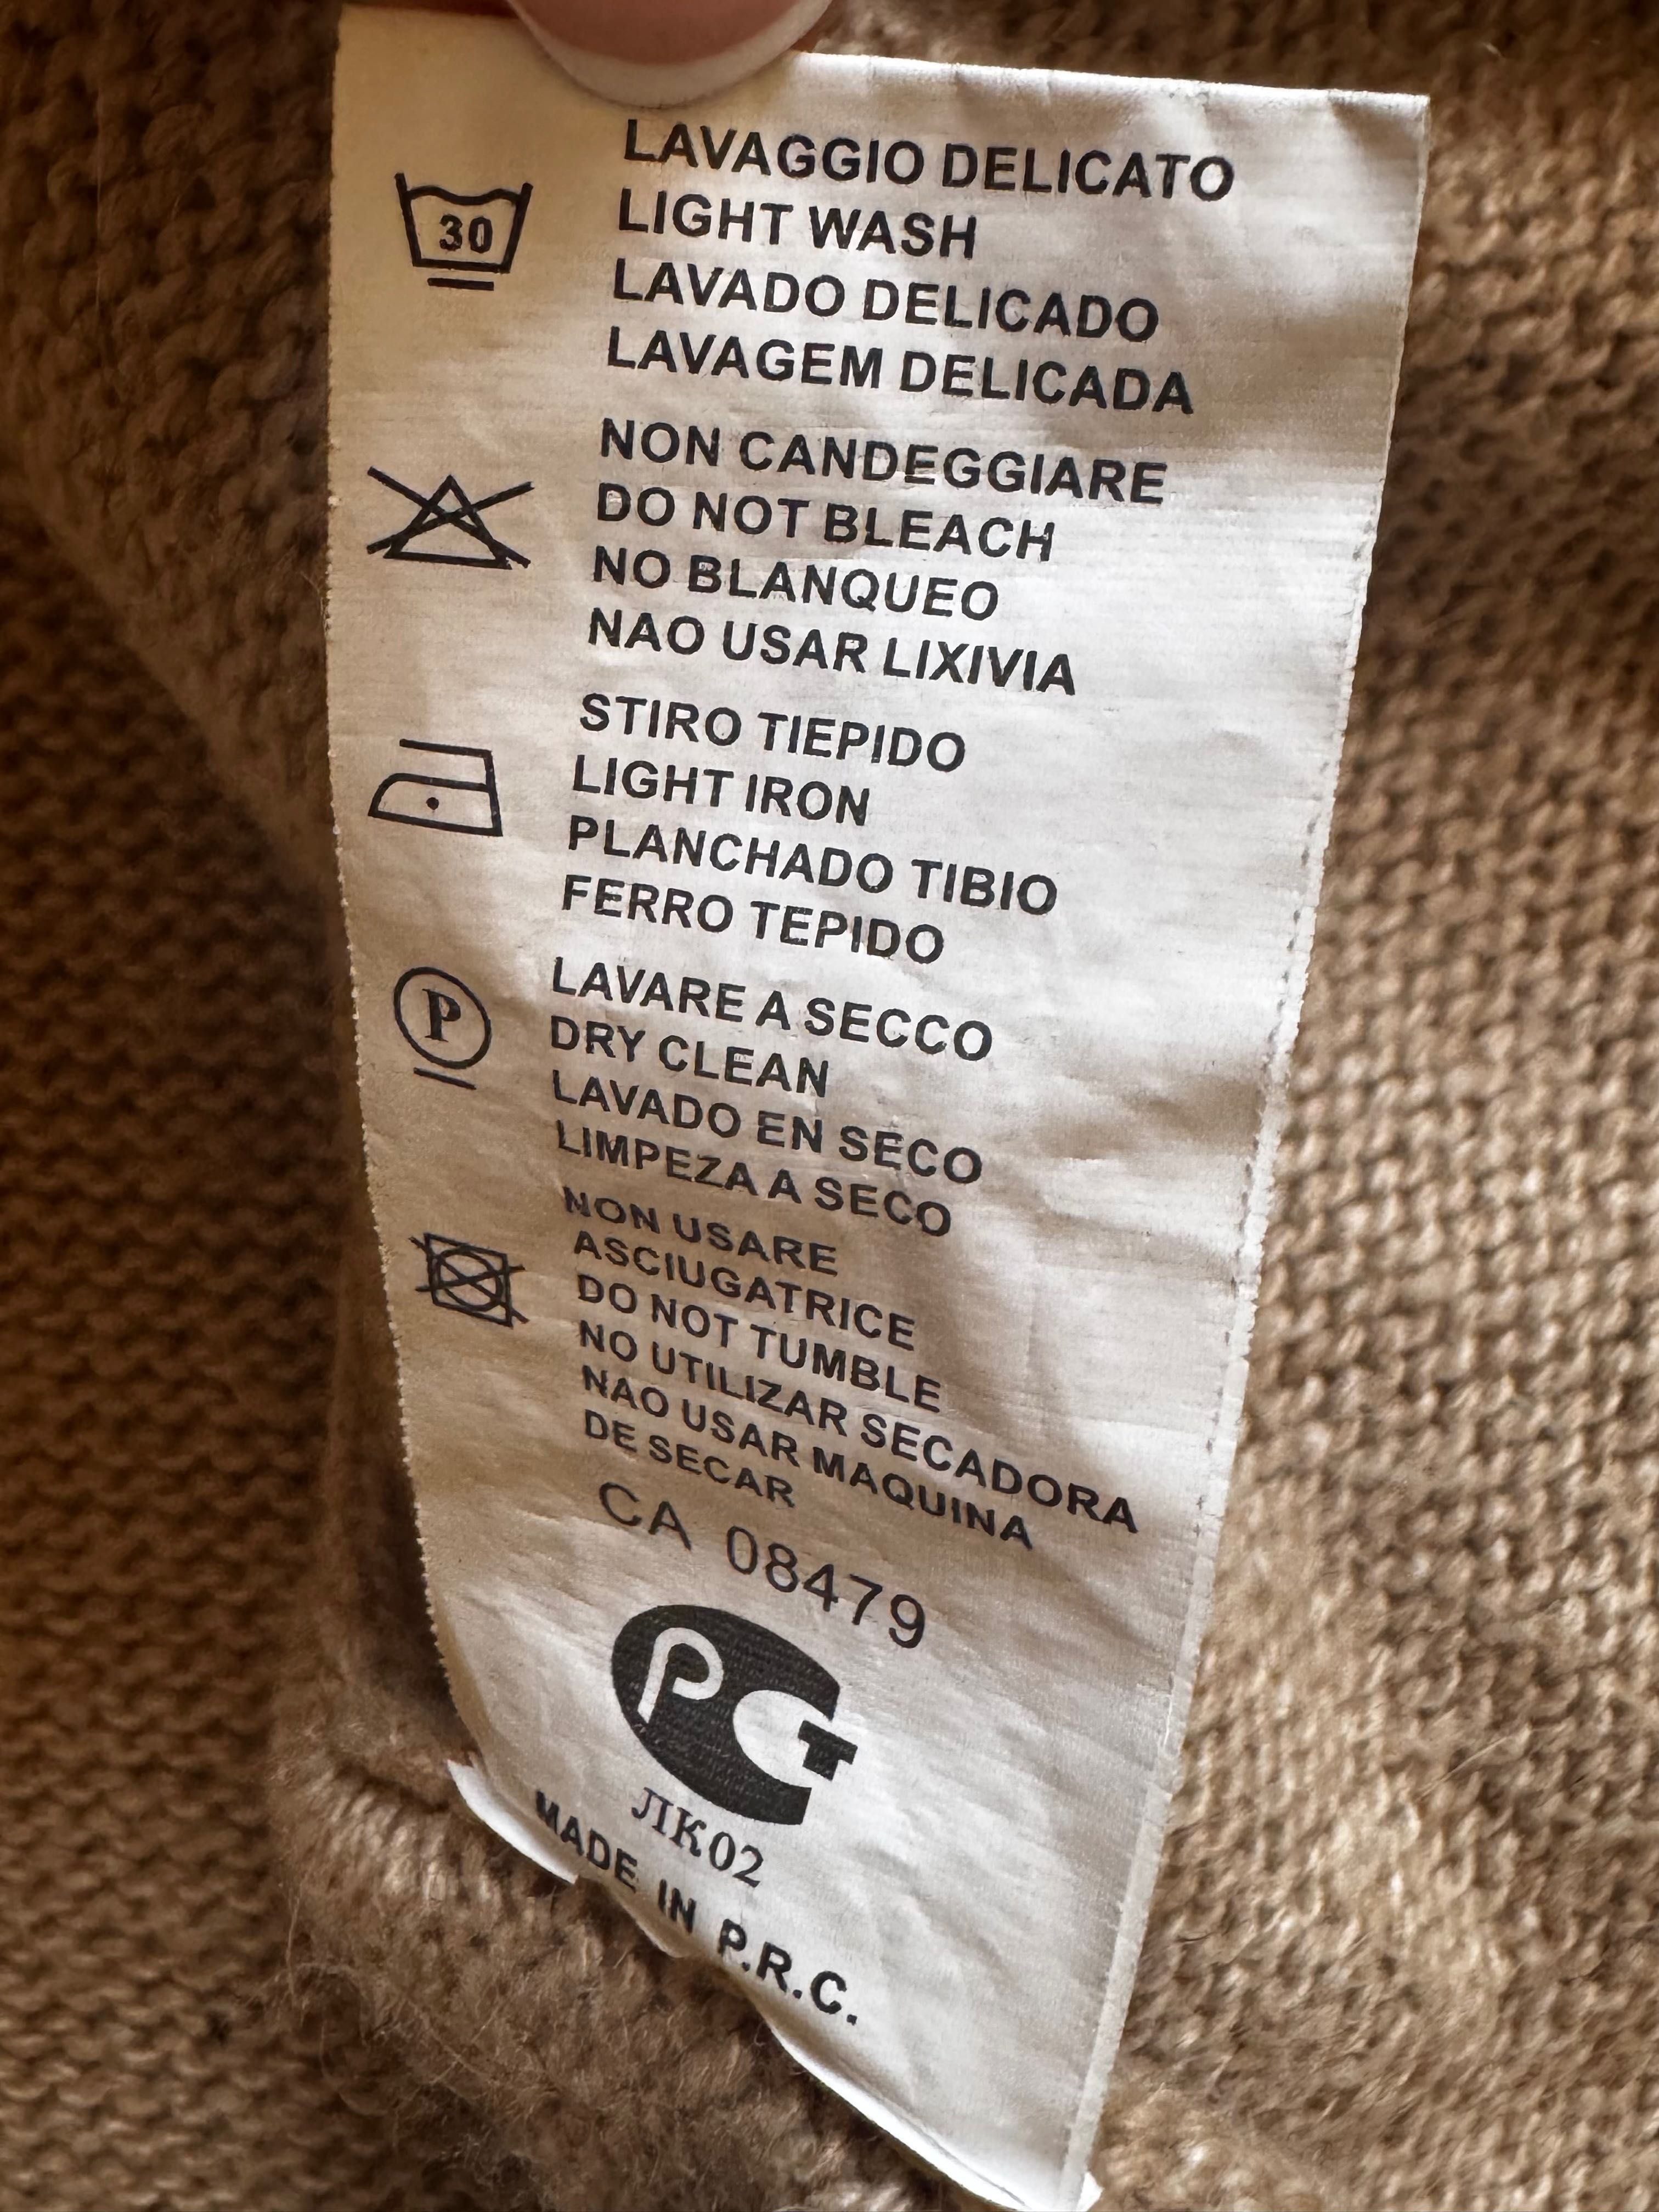 30
LAVAGGIO DELICATO
LIGHT WASH
LAVADO DELICADO
LAVAGEM DELICADA
NON CANDEGGIARE
DO NOT BLEACH
NO BLANQUEO
NAO USAR LIXIVIA
STIRO TIEPIDO
LIGHT IRON
PLANCHADO TIBIO
FERRO TEPIDO
P
LAVARE A SECCO
DRY CLEAN
LAVADO EN SECO
LIMPEZA A SECO
NON USARE
ASCIUGATRICE
DO NOT TUMBLE
NO UTILIZAR SECADORA
NAO USAR MAQUINA
DE SECAR
CA 08479
РСТ
ЛК02
MADE IN P.R.C.